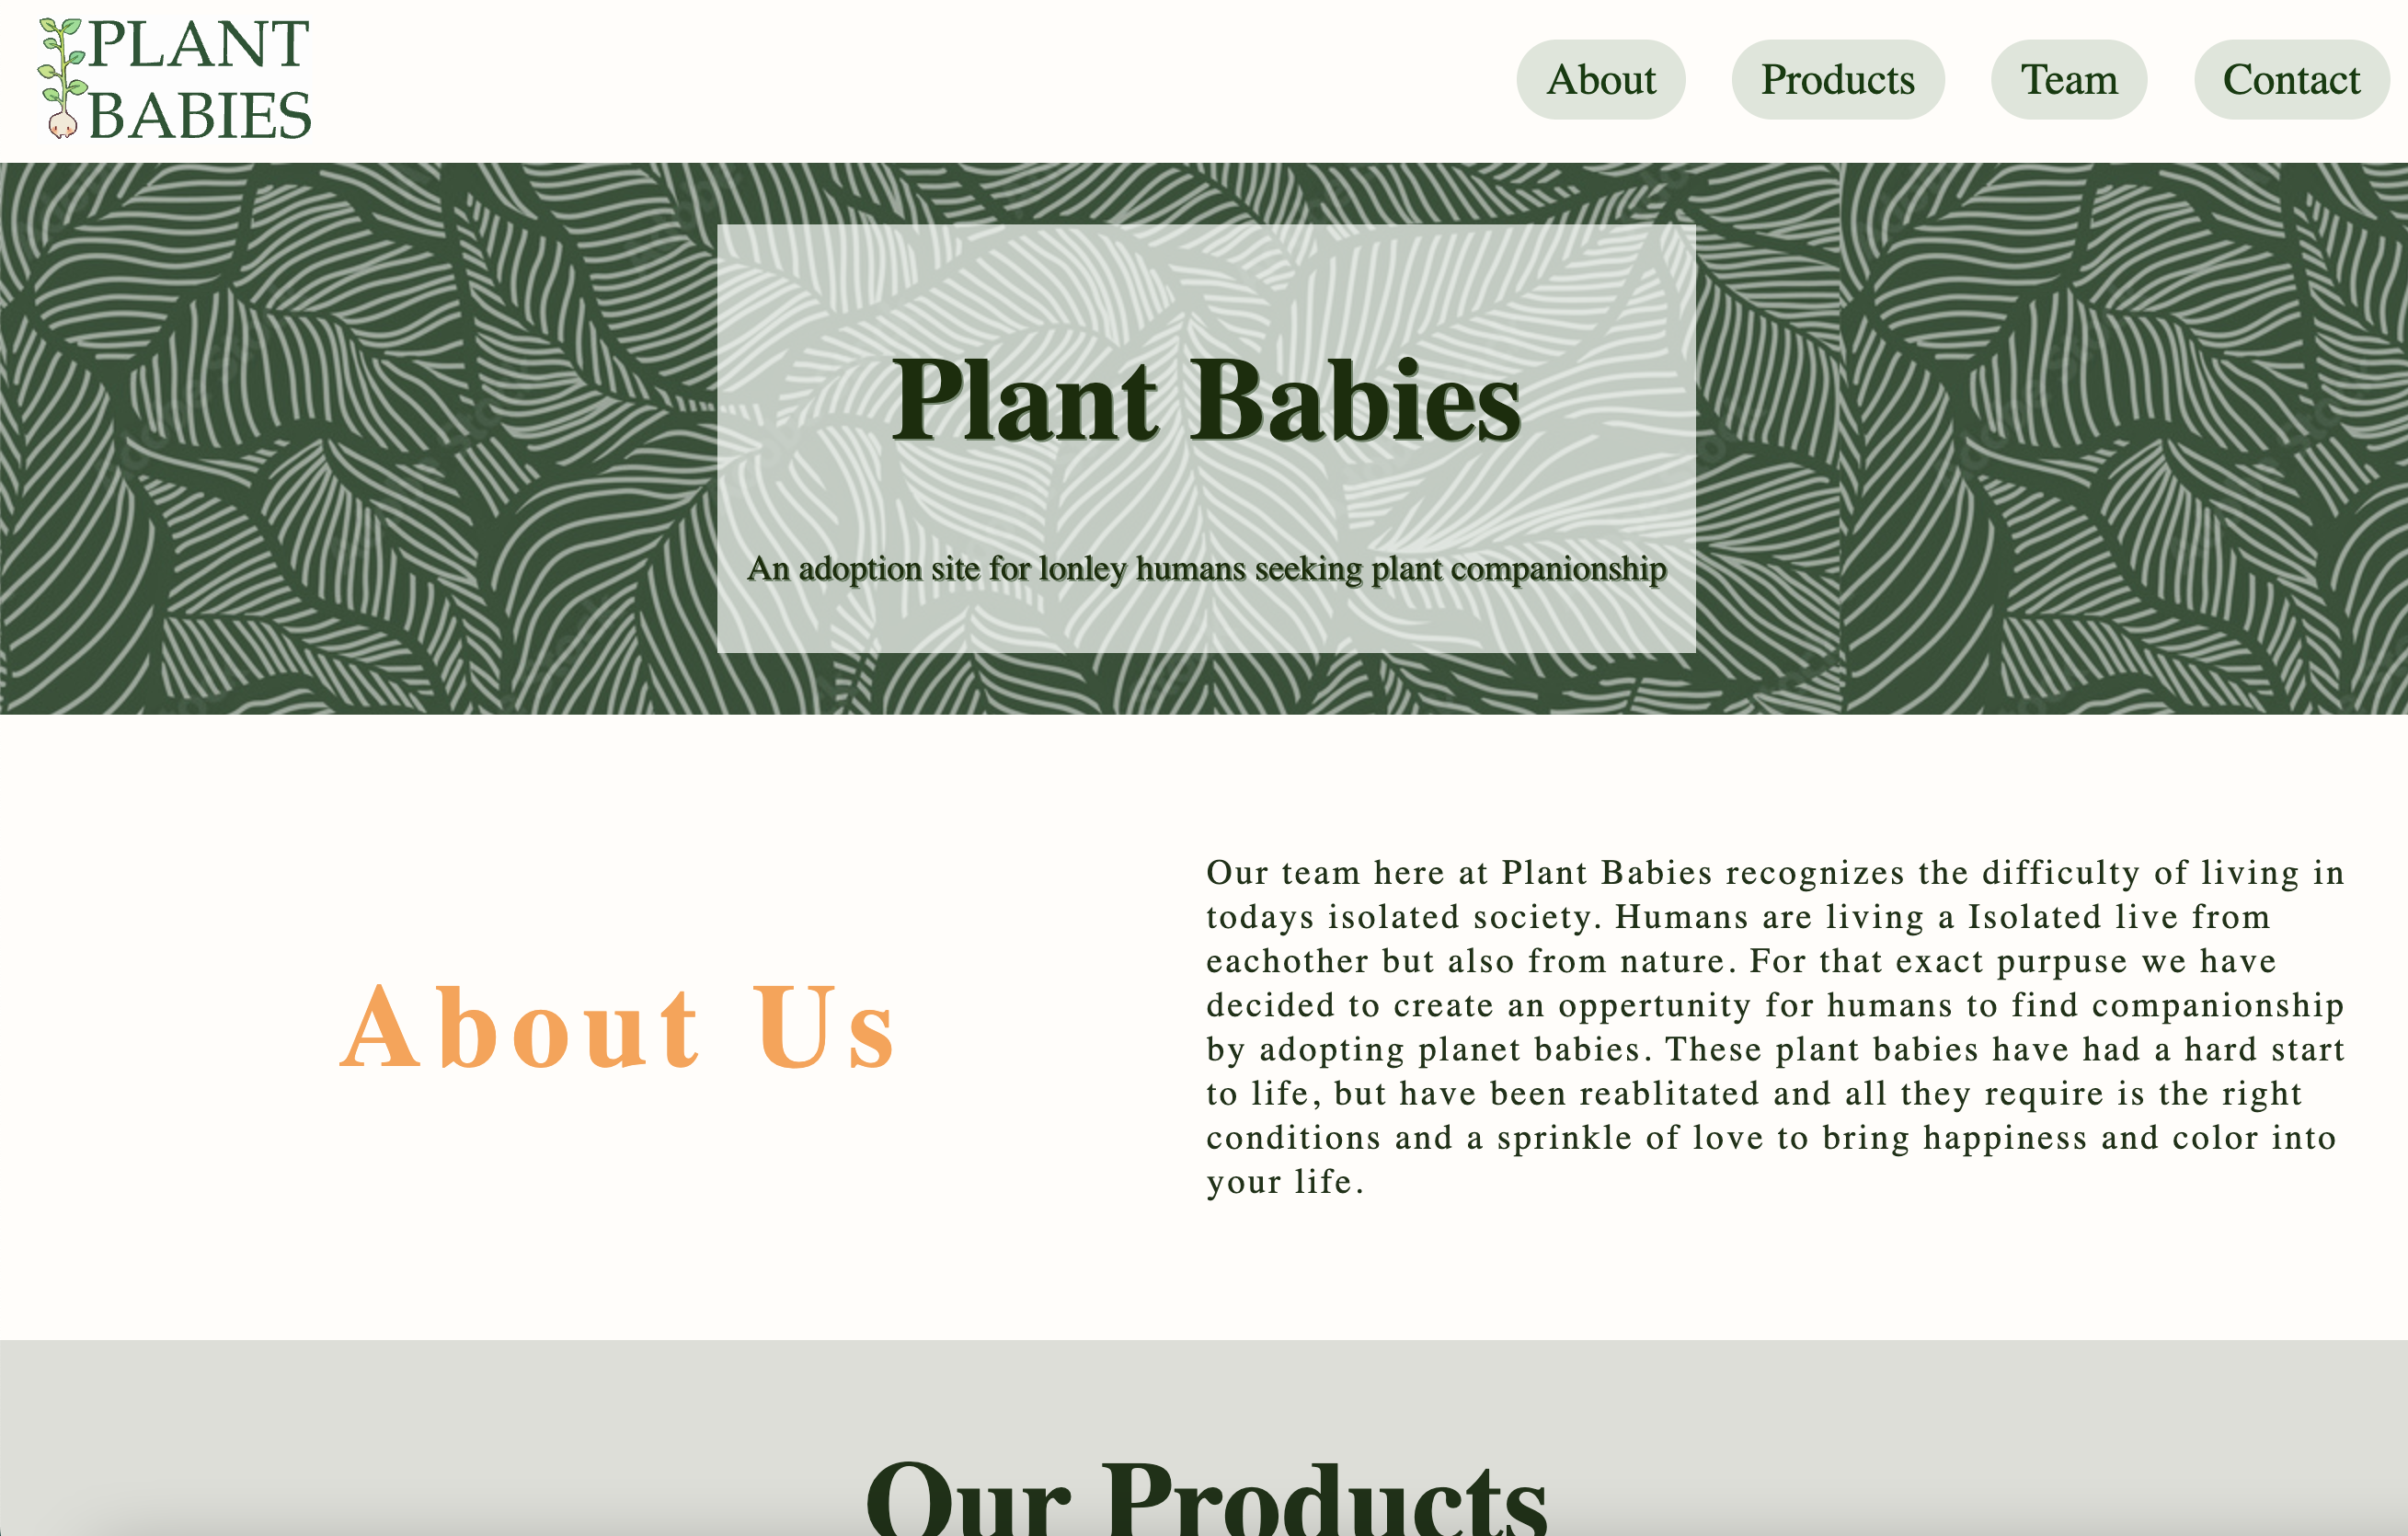 PLANT
BABIES
About
Products
Team
Contact
Plant Babies
An adoption site for lonley humans seeking plant companionship
About Us
Our team here at Plant Babies recognizes the difficulty of living in
todays isolated society. Humans are living a Isolated live from
eachother but also from nature. For that exact purpuse we have
decided to create an oppertunity for humans to find companionship
by adopting planet babies. These plant babies have had a hard start
to life, but have been reablitated and all they require is the right
conditions and a sprinkle of love to bring happiness and color into
your life.
Our Products